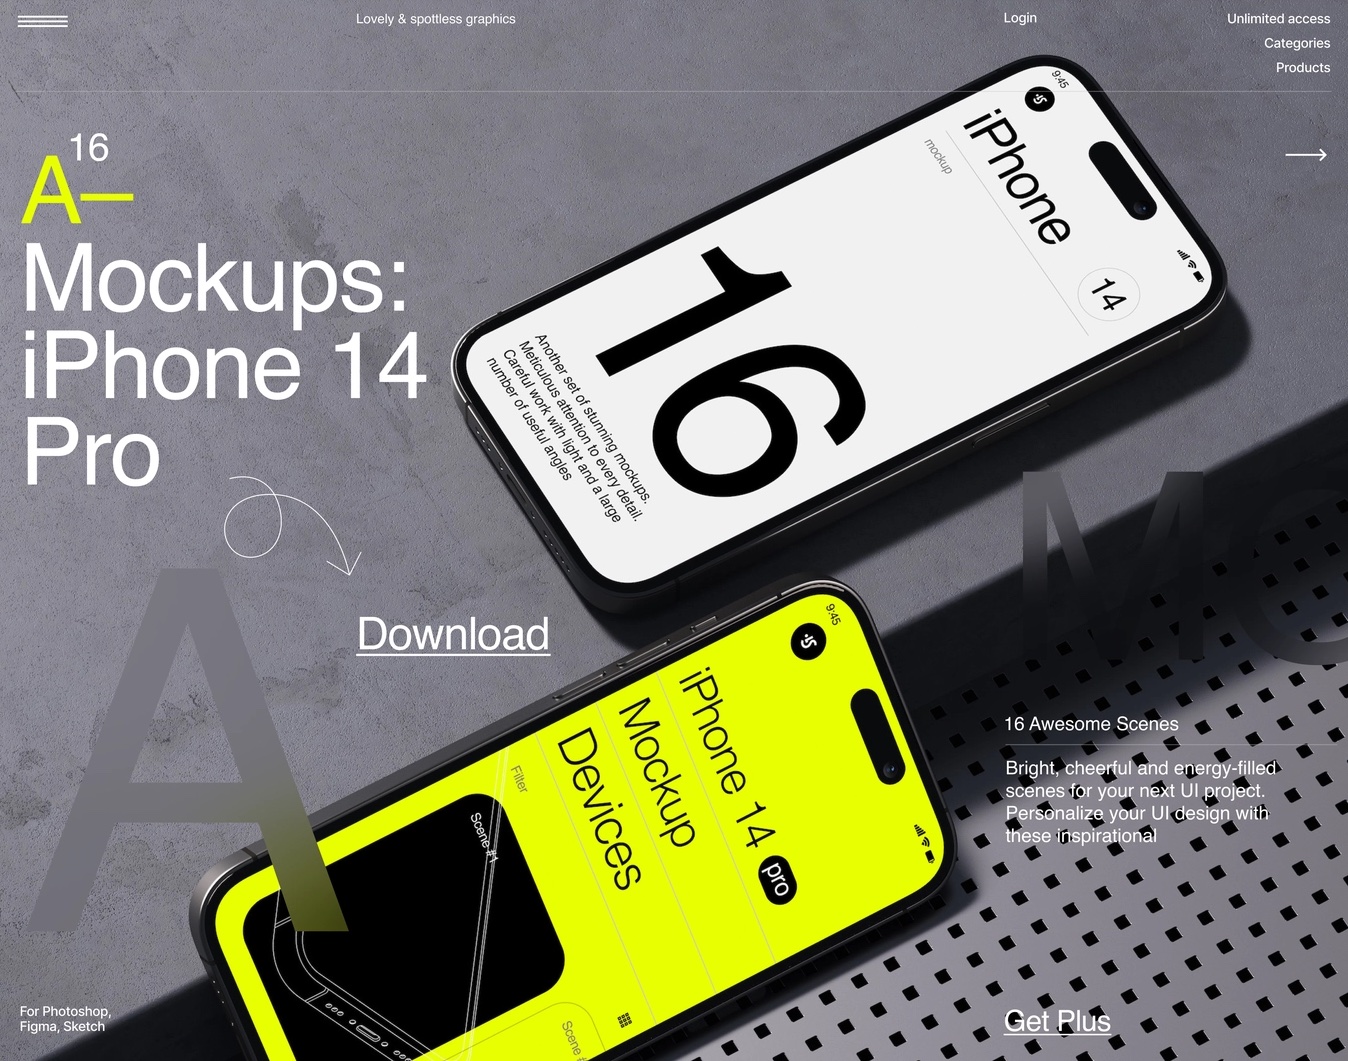 Lovely & spottless graphics
Login
Unlimited access
Categories
Products
16
A—
Mockups:
iPhone 14
Pro
Download
A
Mo
9:45
iPhone
14
mockup
16
Another set of stunning mockups.
Meticulous attention to every detail.
Careful work with light and a large
number of useful angles
9:45
iPhone 14 pro
Mockup
Devices
Filter
Scene #1
Scene #
16 Awesome Scenes
Bright, cheerful and energy-filled
scenes for your next UI project.
Personalize your UI design with
these inspirational
For Photoshop,
Figma, Sketch
Get Plus